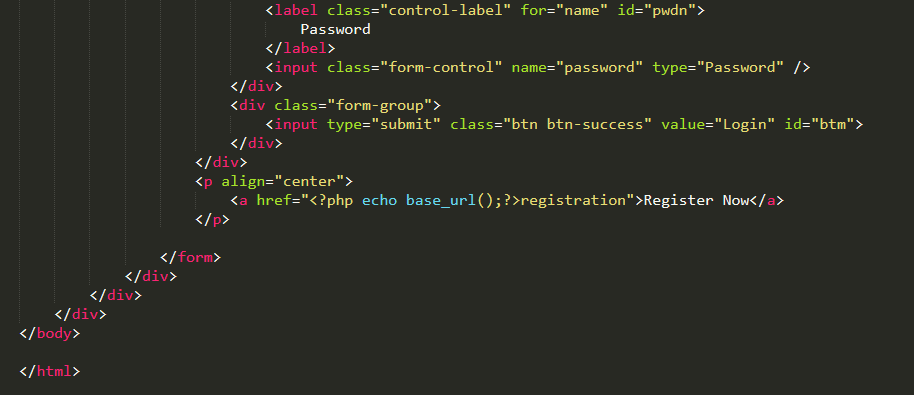 <label class="control-label" for="name" id="pwdn">
Password
</label>
<input class="form-control" name="password" type="Password" />
</div>
<div class="form-group">
<input type="submit" class="btn btn-success" value="Login" id="btm">
</div>
</div>
<p align="center">
<a href="<?php echo base_url();?>registration">Register Now</a>
</p>
</form>
</div>
</div>
</div>
</body>
</html>